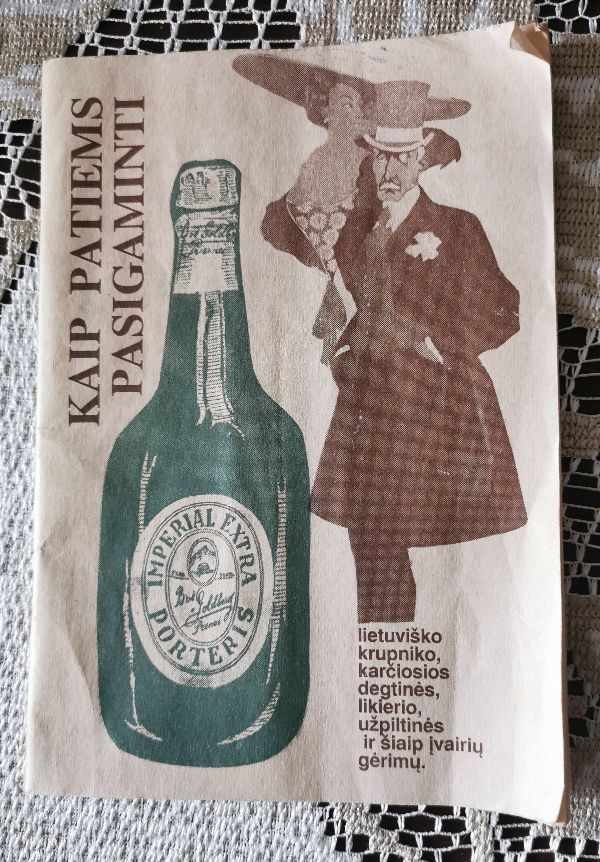 KAIP PATIEMS
PASIGAMINTI
IMPERIAL EXTRA
PORTERIS
lietuviško
krupniko,
karčiosios
degtinės,
likierio,
užpiltinės
ir šiaip įvairių
gėrimų.